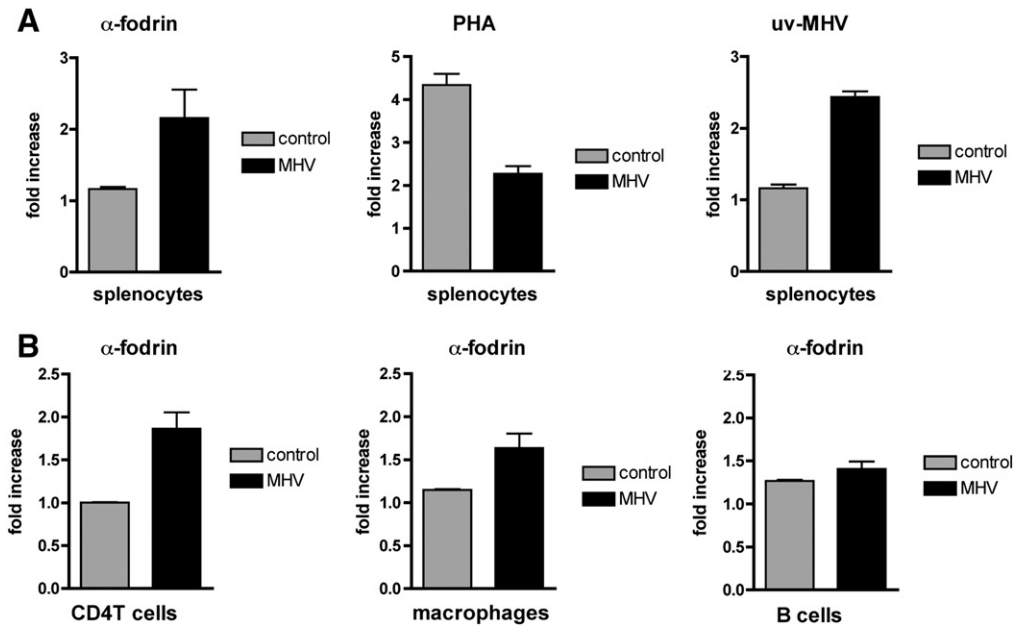 A
α-fodrin
3
2
1
0
fold increase
control
MHV
splenocytes
PHA
5
4
3
2
1
0
fold increase
control
MHV
splenocytes
uv-MHV
3
2
1
0
fold increase
control
MHV
splenocytes
B
α-fodrin
2.5
2.0
1.5
1.0
0.5
0.0
fold increase
control
MHV
CD4T cells
α-fodrin
2.5
2.0
1.5
1.0
0.5
0.0
fold increase
control
MHV
macrophages
α-fodrin
2.5
2.0
1.5
1.0
0.5
0.0
fold increase
control
MHV
B cells